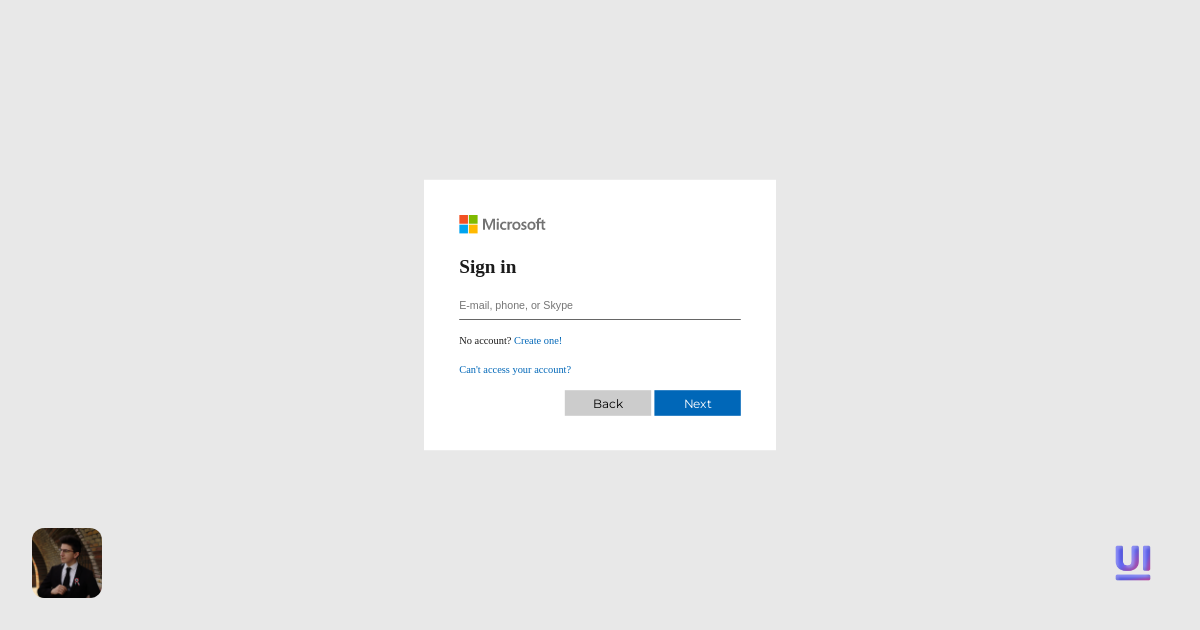 Microsoft
Sign in
E-mail, phone, or Skype
No account? Create one!
Can't access your account?
Back Next
UI